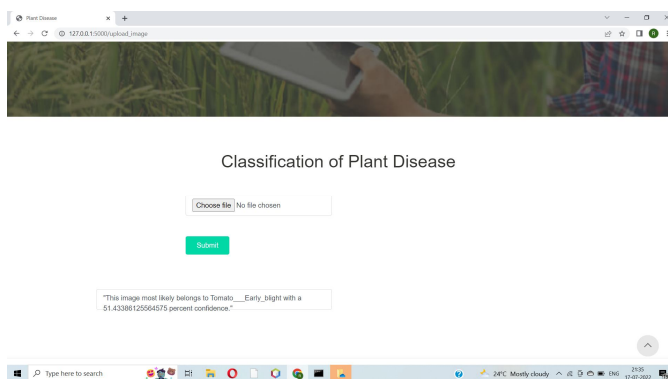 Plant Disease
127.0.0.1:5000/upload_image
R
Classification of Plant Disease
Choose file No file chosen
Submit
"This image most likely belongs to Tomato___Early_blight with a
51.43386125564575 percent confidence."
Type here to search
24°C Mostly cloudy
ENG
21:35
17-07-2022